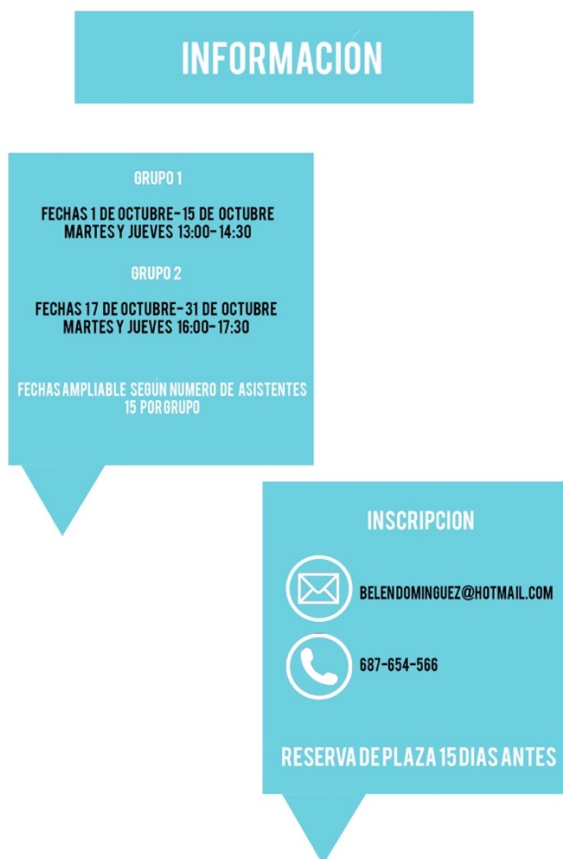 INFORMACIÓN
GRUPO 1
FECHAS 1 DE OCTUBRE-15 DE OCTUBRE
MARTES Y JUEVES 13:00-14:30
GRUPO 2
FECHAS 17 DE OCTUBRE-31 DE OCTUBRE
MARTES Y JUEVES 16:00-17:30
FECHAS AMPLIABLE SEGÚN NUMERO DE ASISTENTES
15 POR GRUPO
INSCRIPCION
BELENDOMINGUEZ@HOTMAIL.COM
687-654-566
RESERVA DE PLAZA 15 DIAS ANTES